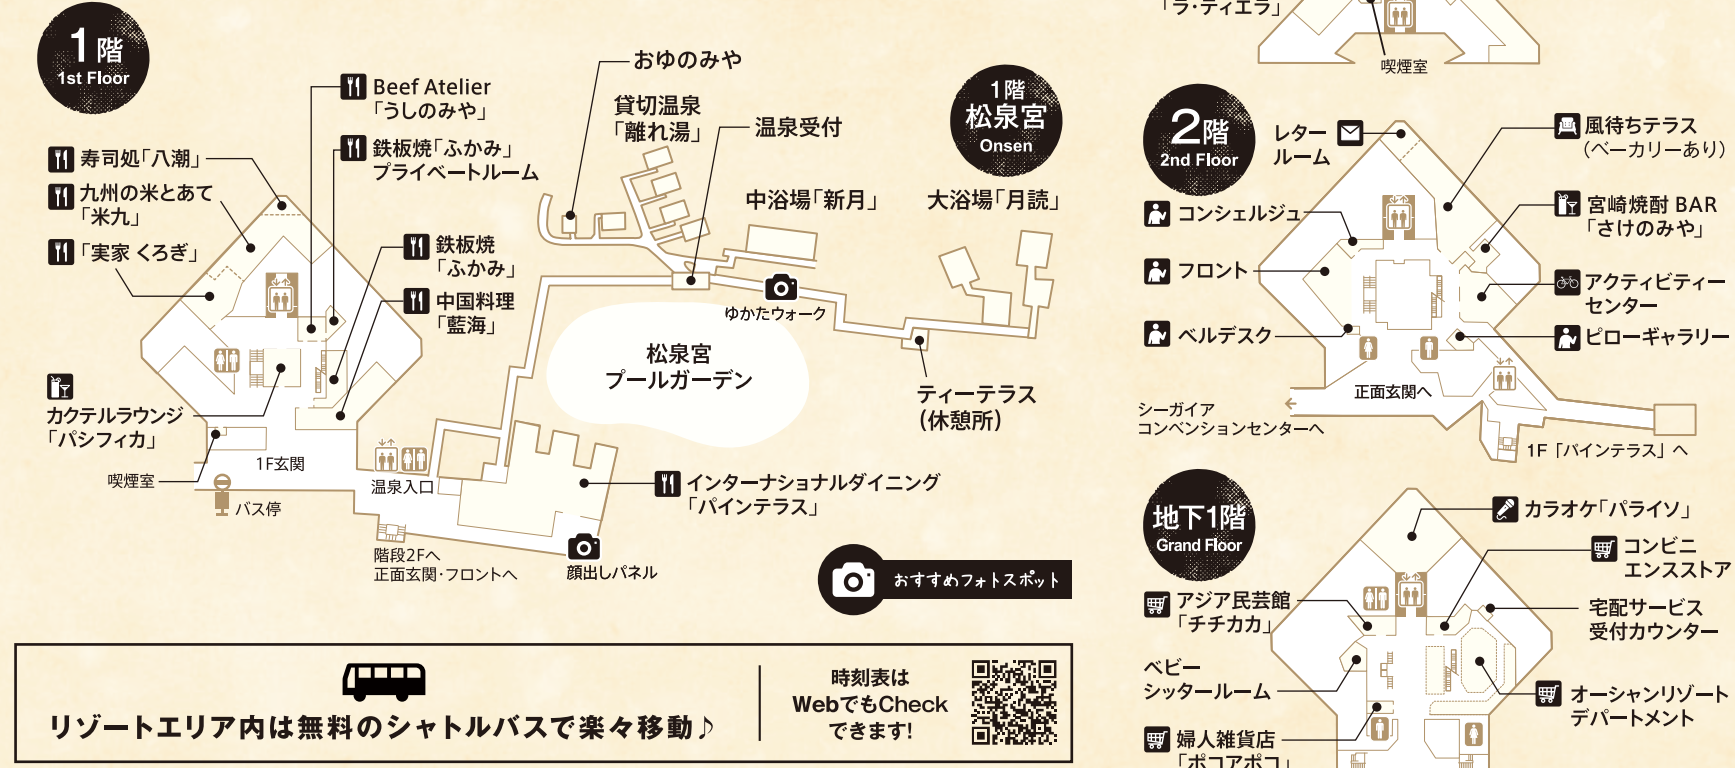 1階
1st Floor
Beef Atelier
「うしのみや」
鉄板焼「ふかみ」
プライベートルーム
寿司処「八潮」
九州の米とあて
「米九」
「実家 くろぎ」
鉄板焼
「ふかみ」
中国料理
「藍海」
カクテルラウンジ
「パシフィカ」
喫煙室
1F玄関
バス停
温泉入口
階段2Fへ
正面玄関・フロントへ
顔出しパネル
インターナショナルダイニング
「パインテラス」
おゆのみや
貸切温泉
「離れ湯」
温泉受付
中浴場「新月」
1階
松泉宮
Onsen
大浴場「月読」
ゆかたウォーク
松泉宮
プールガーデン
ティーテラス
(休憩所)
おすすめフォトスポット
リゾートエリア内は無料のシャトルバスで楽々移動♪
時刻表は
WebでもCheck
できます!
「ラ・ティエラ」
喫煙室
2階
2nd Floor
レター
ルーム
風待ちテラス
(ベーカリーあり)
コンシェルジュ
宮崎焼酎 BAR
「さけのみや」
フロント
アクティビティー
センター
ベルデスク
ピローギャラリー
正面玄関へ
シーガイア
コンベンションセンターへ
1F「パインテラス」へ
地下1階
Grand Floor
カラオケ「パライソ」
コンビニ
エンスストア
アジア民芸館
「チチカカ」
宅配サービス
受付カウンター
ベビー
シッタールーム
オーシャンリゾート
デパートメント
婦人雑貨店
「ポコアポコ」